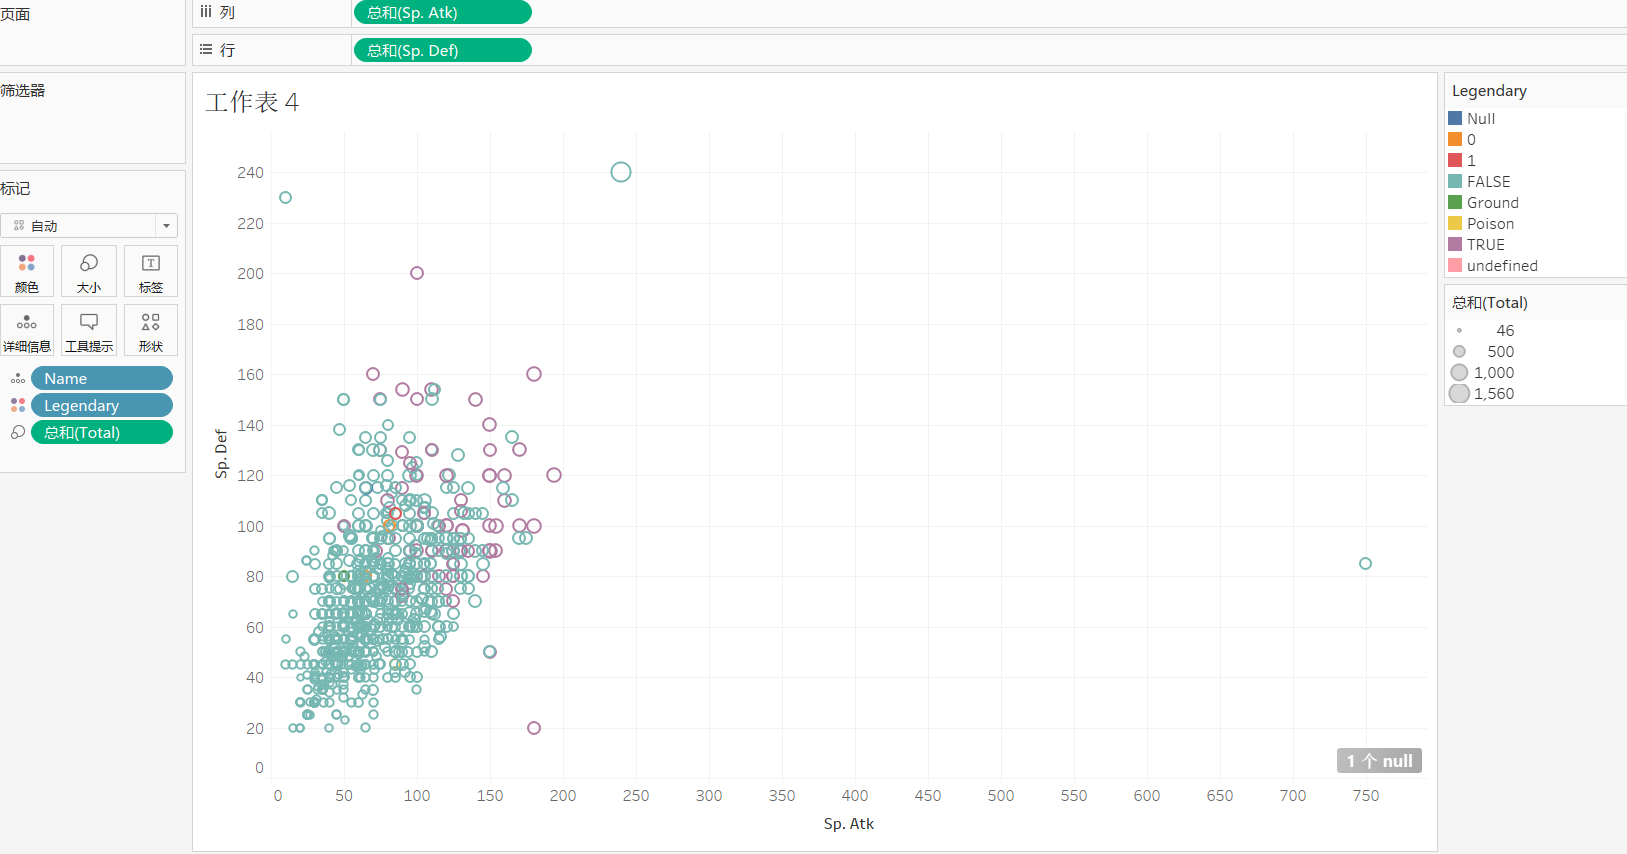 页面
列
总和(Sp. Atk)
行
总和(Sp. Def)
筛选器
标记
自动
颜色
大小
标签
详细信息
工具提示
形状
Name
Legendary
总和(Total)
工作表 4
Sp. Def
240
220
200
180
160
140
120
100
80
60
40
20
0
0 50 100 150 200 250 300 350 400 450 500 550 600 650 700 750
Sp. Atk
1 个 null
Legendary
Null
0
1
FALSE
Ground
Poison
TRUE
undefined
总和(Total)
46
500
1,000
1,560